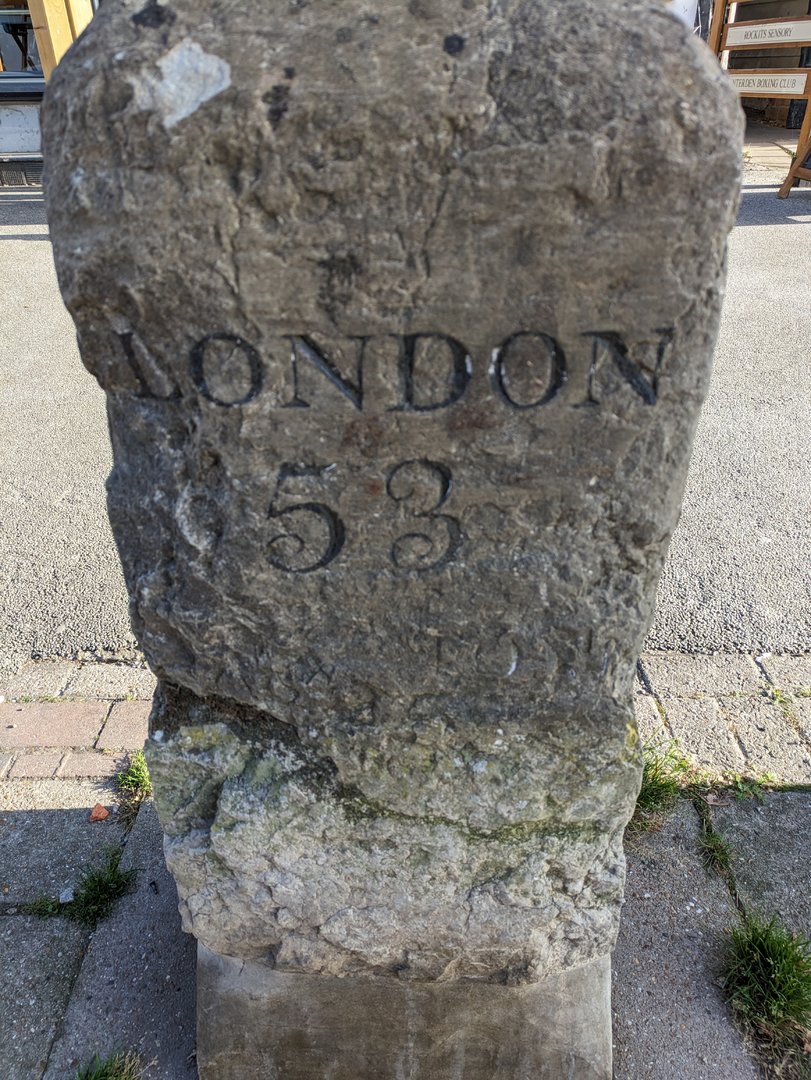 ROCKITS SENSORY
BOXING CLUB
LONDON
53